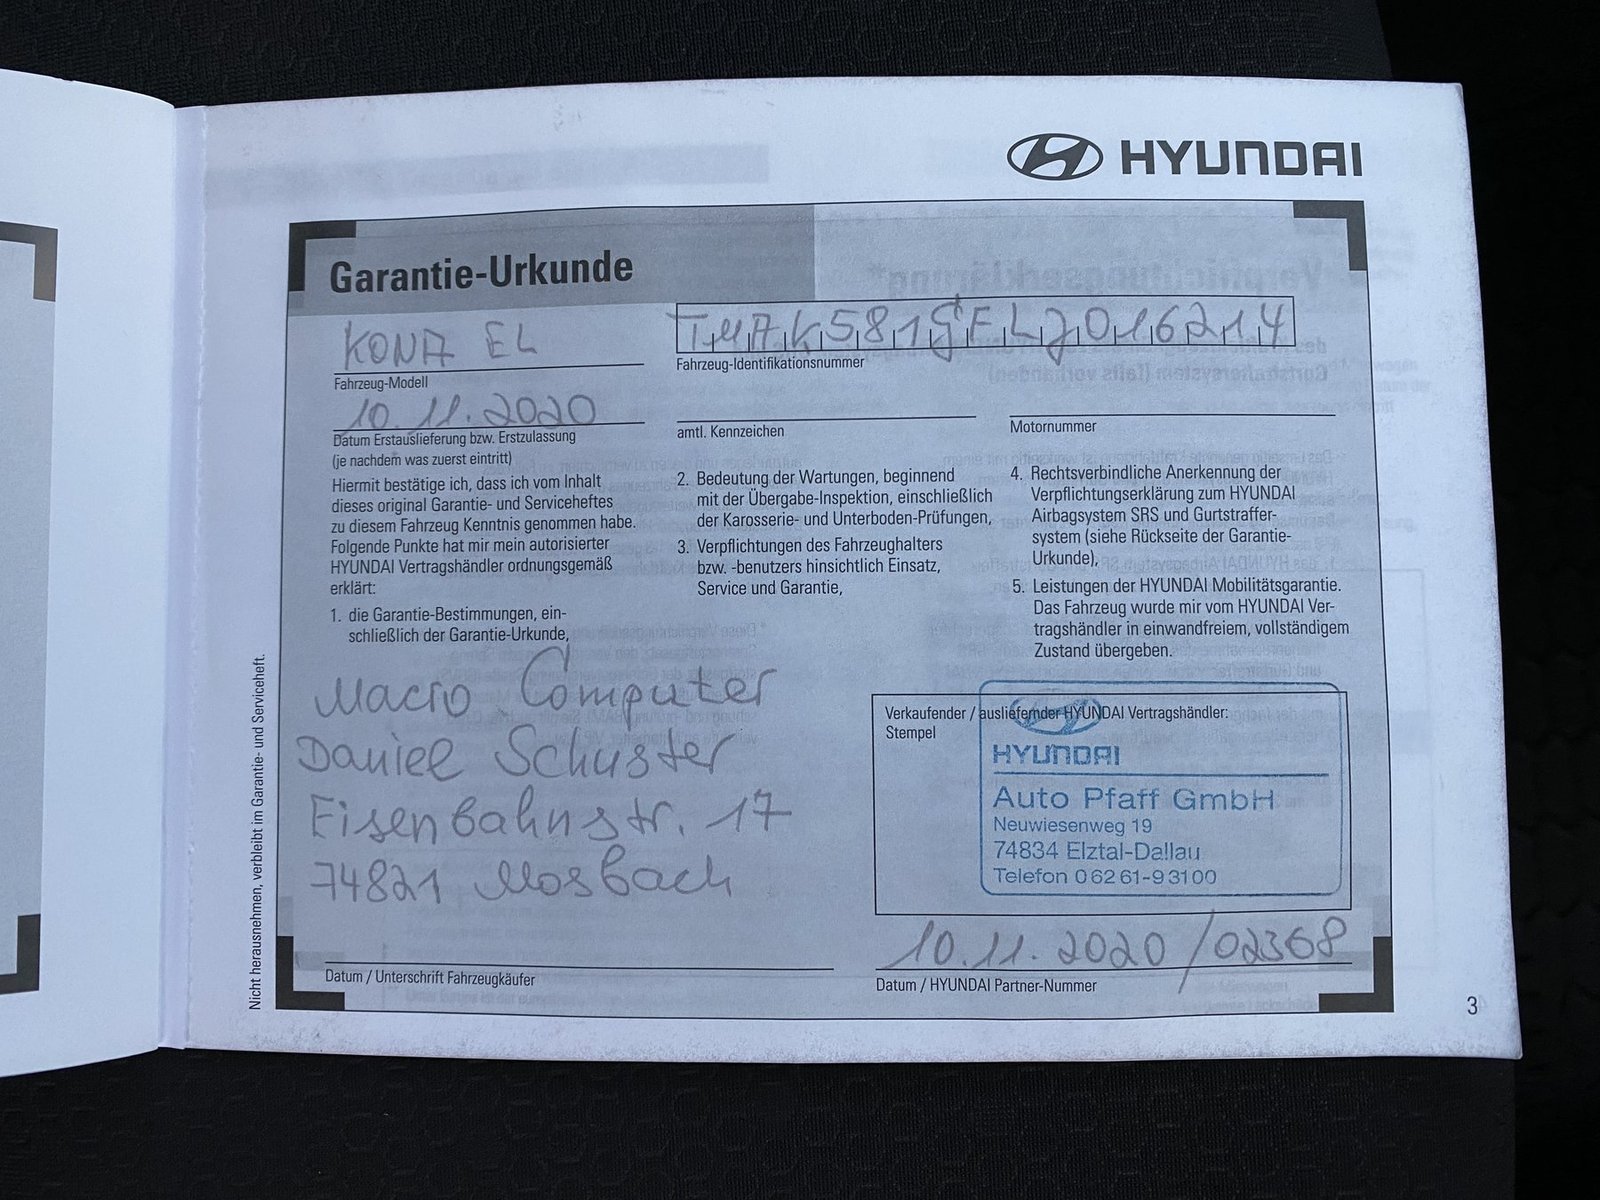 HYUNDAI
Garantie-Urkunde
KONA EL
TMAK581GFLJ016214
Fahrzeug-Modell
Fahrzeug-Identifikationsnummer
10.11.2020
Datum Erstauslieferung bzw. Erstzulassung
(je nachdem was zuerst eintritt)
amtl. Kennzeichen
Motornummer
Hiermit bestätige ich, dass ich vom Inhalt
dieses original Garantie- und Serviceheftes
zu diesem Fahrzeug Kenntnis genommen habe.
Folgende Punkte hat mir mein autorisierter
HYUNDAI Vertragshändler ordnungsgemäß
erklärt:
1. die Garantie-Bestimmungen, ein-
schließlich der Garantie-Urkunde,
2. Bedeutung der Wartungen, beginnend
mit der Übergabe-Inspektion, einschließlich
der Karosserie- und Unterboden-Prüfungen,
3. Verpflichtungen des Fahrzeughalters
bzw. -benutzers hinsichtlich Einsatz,
Service und Garantie,
4. Rechtsverbindliche Anerkennung der
Verpflichtungserklärung zum HYUNDAI
Airbagsystem SRS und Gurtstraffer-
system (siehe Rückseite der Garantie-
Urkunde),
5. Leistungen der HYUNDAI Mobilitätsgarantie.
Das Fahrzeug wurde mir vom HYUNDAI Ver-
tragshändler in einwandfreiem, vollständigem
Zustand übergeben.
Macro Computer
Daniel Schuster
Eisenbahnstr. 17
74821 Mosbach
Datum / Unterschrift Fahrzeugkäufer
Verkaufender / ausliefernder HYUNDAI Vertragshändler:
Stempel
HYUNDAI
Auto Pfaff GmbH
Neuwiesenweg 19
74834 Elztal-Dallau
Telefon 0 62 61-9 31 00
10.11.2020 / 02368
Datum / HYUNDAI Partner-Nummer
Nicht herausnehmen, verbleibt im Garantie- und Serviceheft.
3